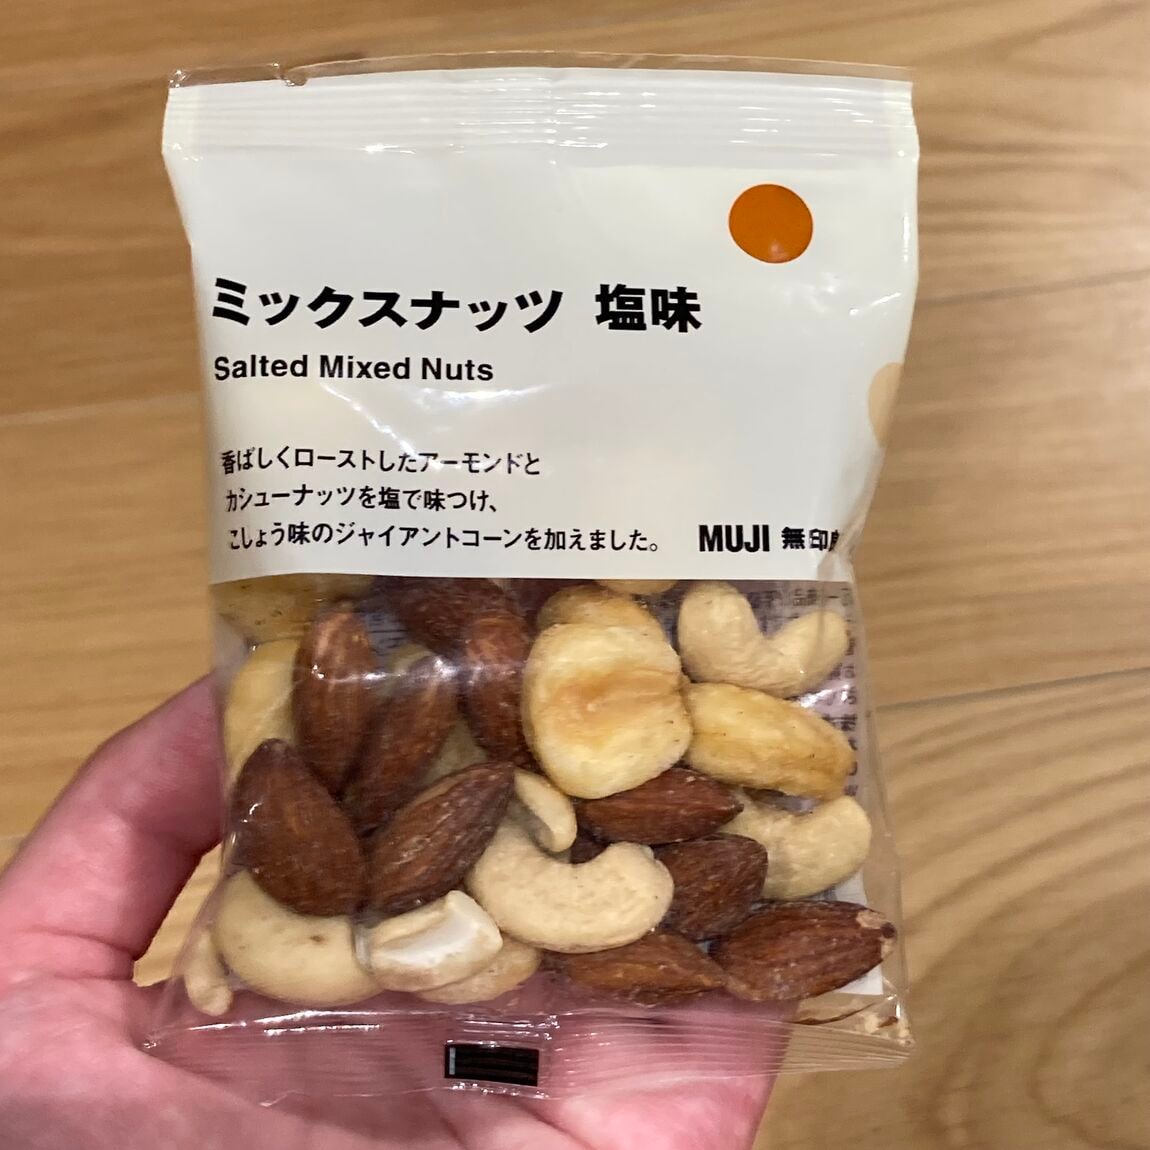 ミックスナッツ 塩味
Salted Mixed Nuts
香ばしくローストしたアーモンドと
カシューナッツを塩で味つけ、
こしょう味のジャイアントコーンを加えました。
MUJI 無印